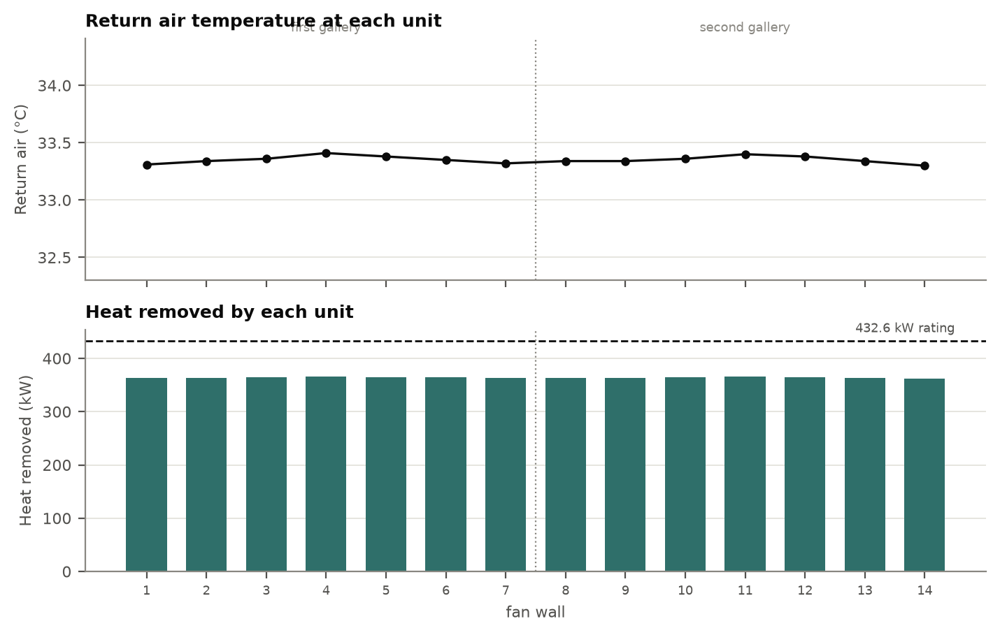 Return air temperature at each unit
first gallery
second gallery
Return air (°C)
34.0
33.5
33.0
32.5
Heat removed by each unit
432.6 kW rating
Heat removed (kW)
400
300
200
100
0
1 2 3 4 5 6 7 8 9 10 11 12 13 14
fan wall